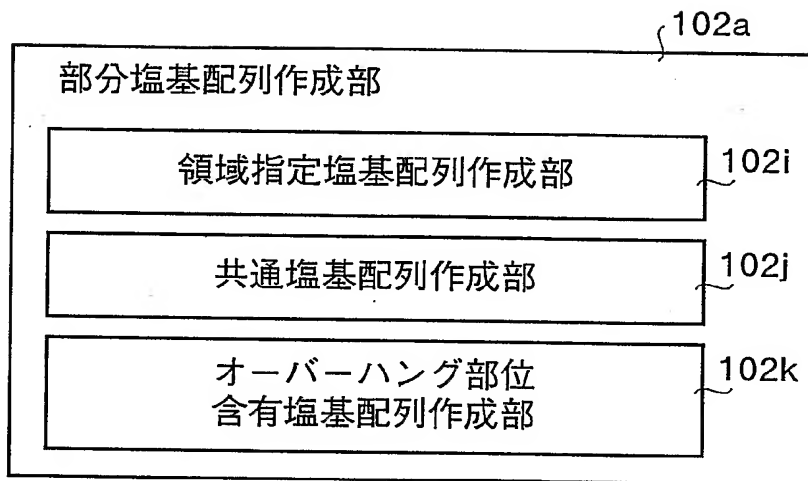 102a
部分塩基配列作成部
領域指定塩基配列作成部
102i
共通塩基配列作成部
102j
オーバーハング部位
含有塩基配列作成部
102k